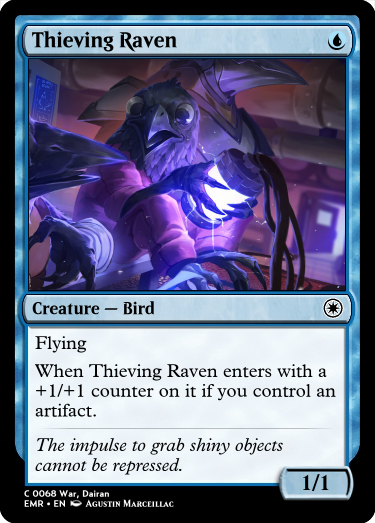 Thieving Raven
Creature — Bird
Flying
When Thieving Raven enters with a
+1/+1 counter on it if you control an
artifact.
The impulse to grab shiny objects
cannot be repressed.
1/1
C 0068 War, Dairan
EMR • EN Agustin Marceillac